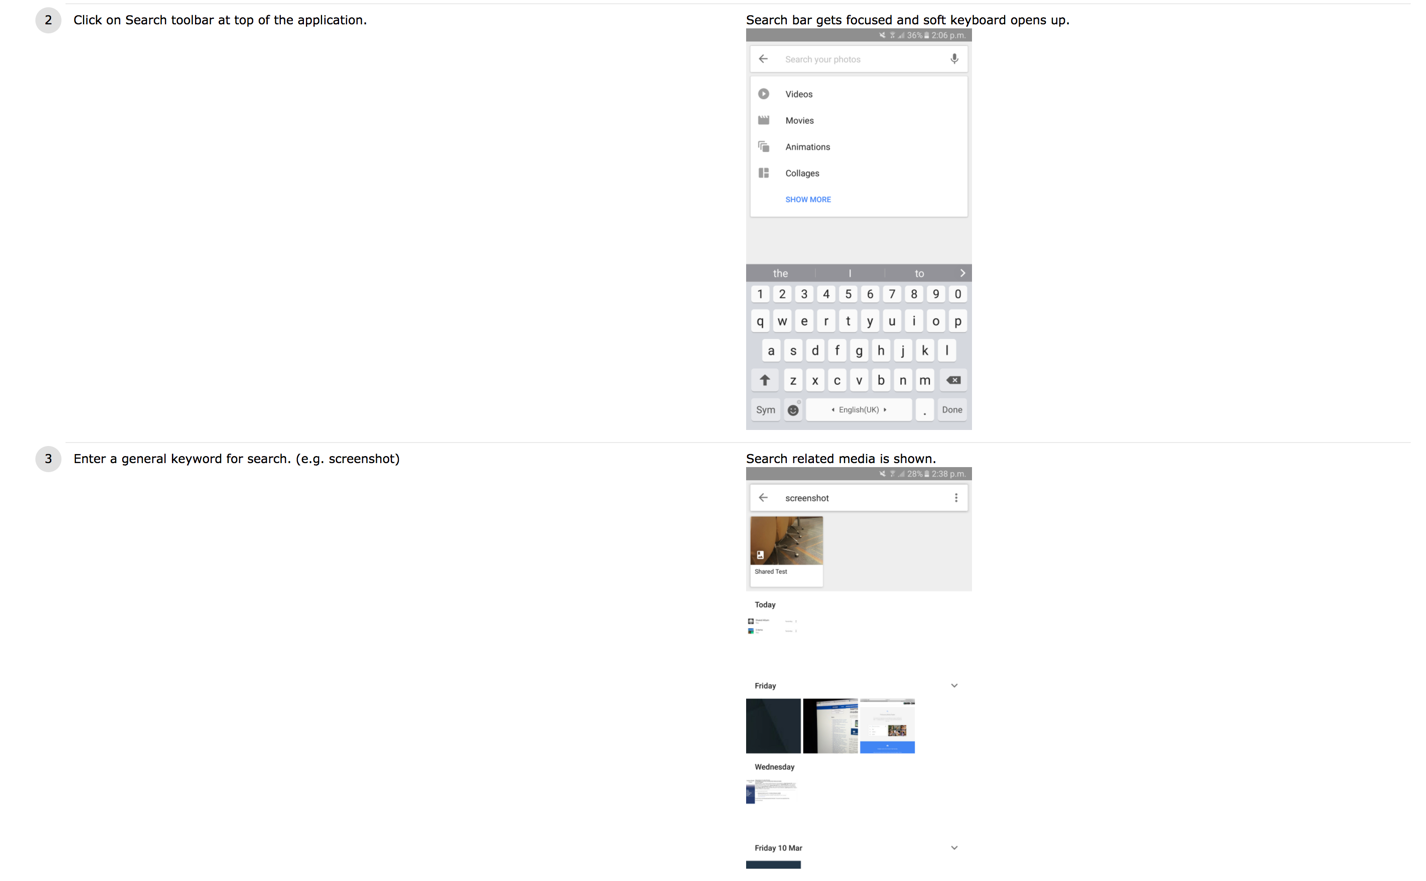 2 Click on Search toolbar at top of the application.
Search bar gets focused and soft keyboard opens up.
36% 2:06 p.m.
Search your photos
Videos
Movies
Animations
Collages
SHOW MORE
the I to
1 2 3 4 5 6 7 8 9 0
q w e r t y u i o p
a s d f g h j k l
z x c v b n m
Sym English(UK) . Done
3 Enter a general keyword for search. (e.g. screenshot)
Search related media is shown.
28% 2:38 p.m.
screenshot
Shared Test
Today
Friday
Wednesday
Friday 10 Mar